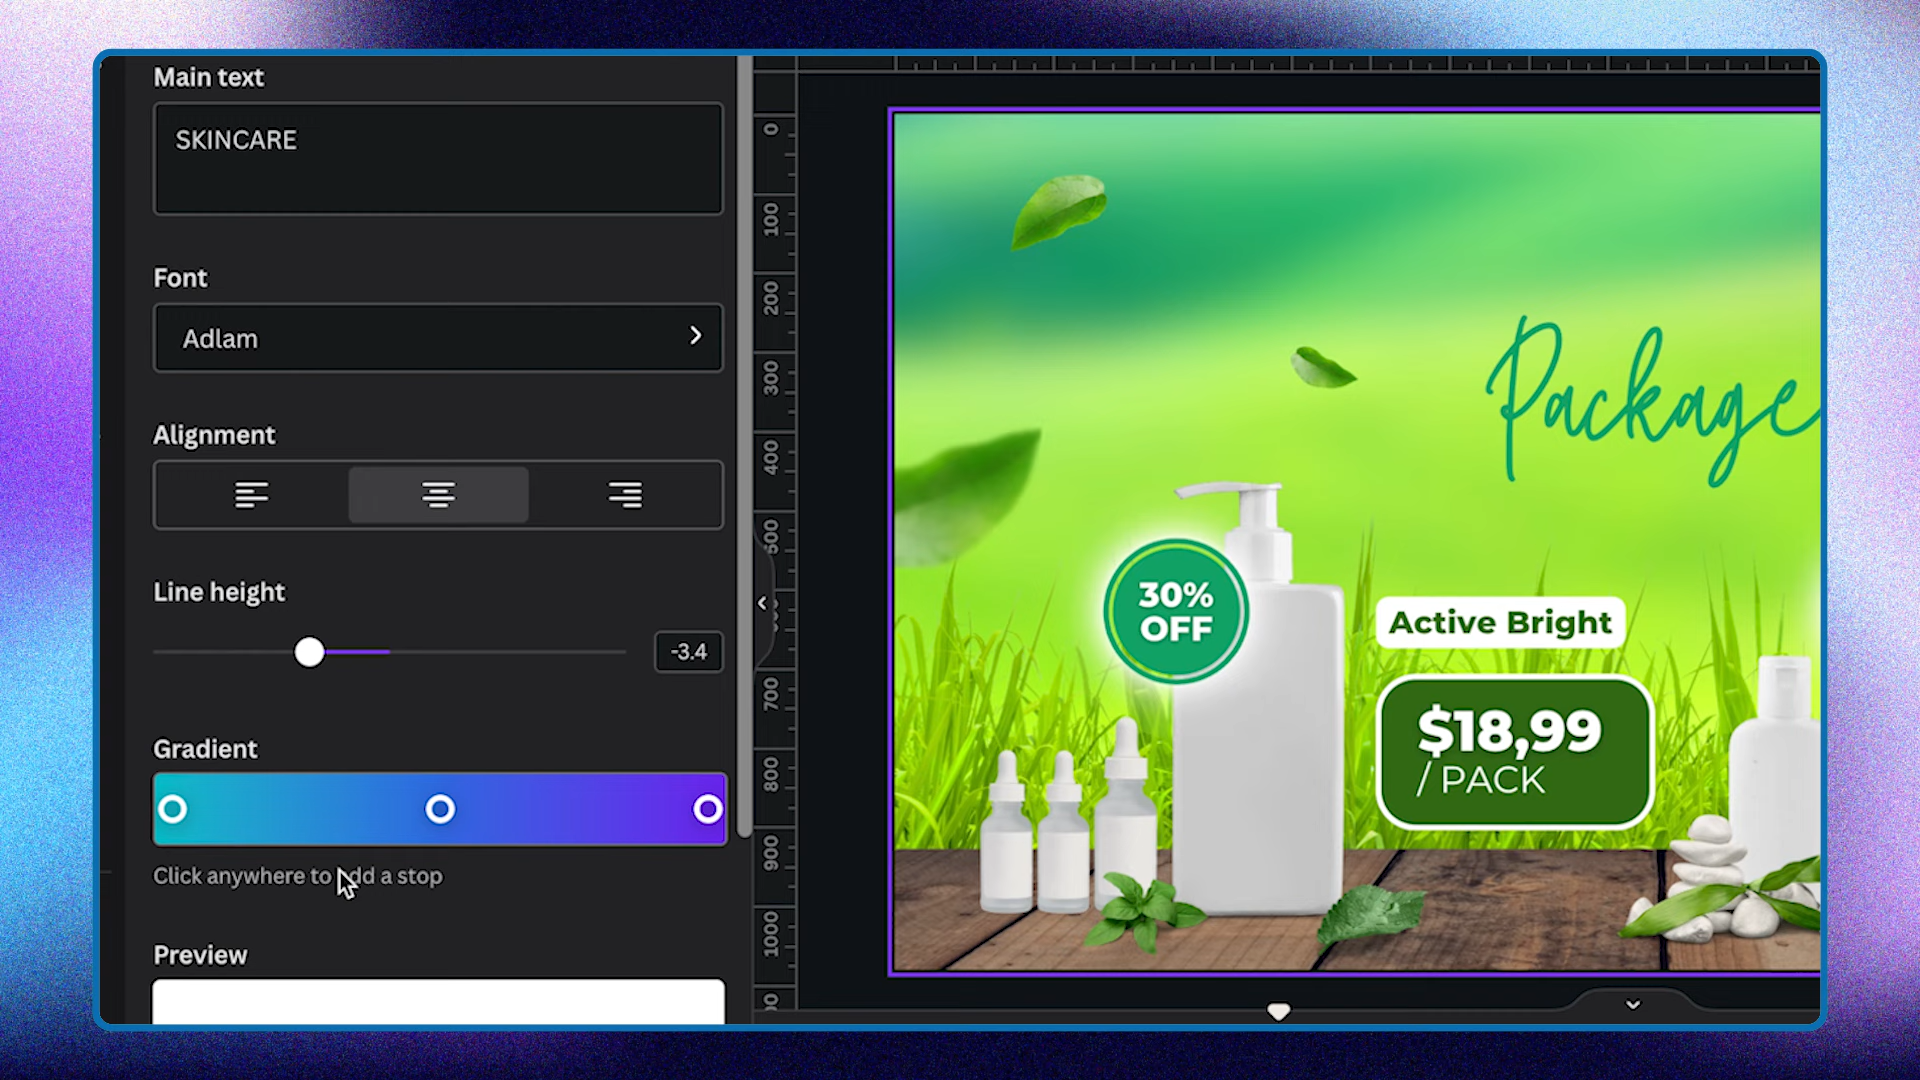 Main text
SKINCARE
Font
Adlam
Alignment
Line height
-3.4
Gradient
Click anywhere to add a stop
Preview
0
100
200
300
400
700
800
900
1000
Package
30%
OFF
Active Bright
$18,99
/ PACK